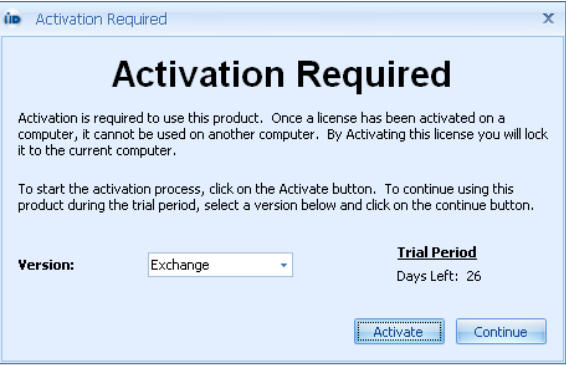 Activation Required
Activation Required
Activation is required to use this product. Once a license has been activated on a
computer, it cannot be used on another computer. By Activating this license you will lock
it to the current computer.
To start the activation process, click on the Activate button. To continue using this
product during the trial period, select a version below and click on the continue button.
Version:
Exchange
Trial Period
Days Left: 26
Activate
Continue